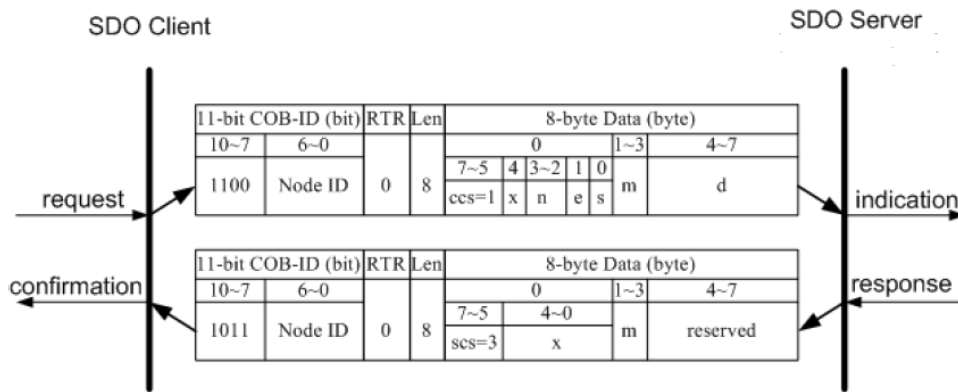 SDO Client
SDO Server
11-bit COB-ID (bit) RTR Len 8-byte Data (byte)
10~7 6~0 0 1~3 4~7
7~5 4 3~2 1 0
1100 Node ID 0 8 m d
ccs=1 x n e s
request
indication
11-bit COB-ID (bit) RTR Len 8-byte Data (byte)
10~7 6~0 0 1~3 4~7
confirmation
response
7~5 4~0
1011 Node ID 0 8 m reserved
scs=3 x